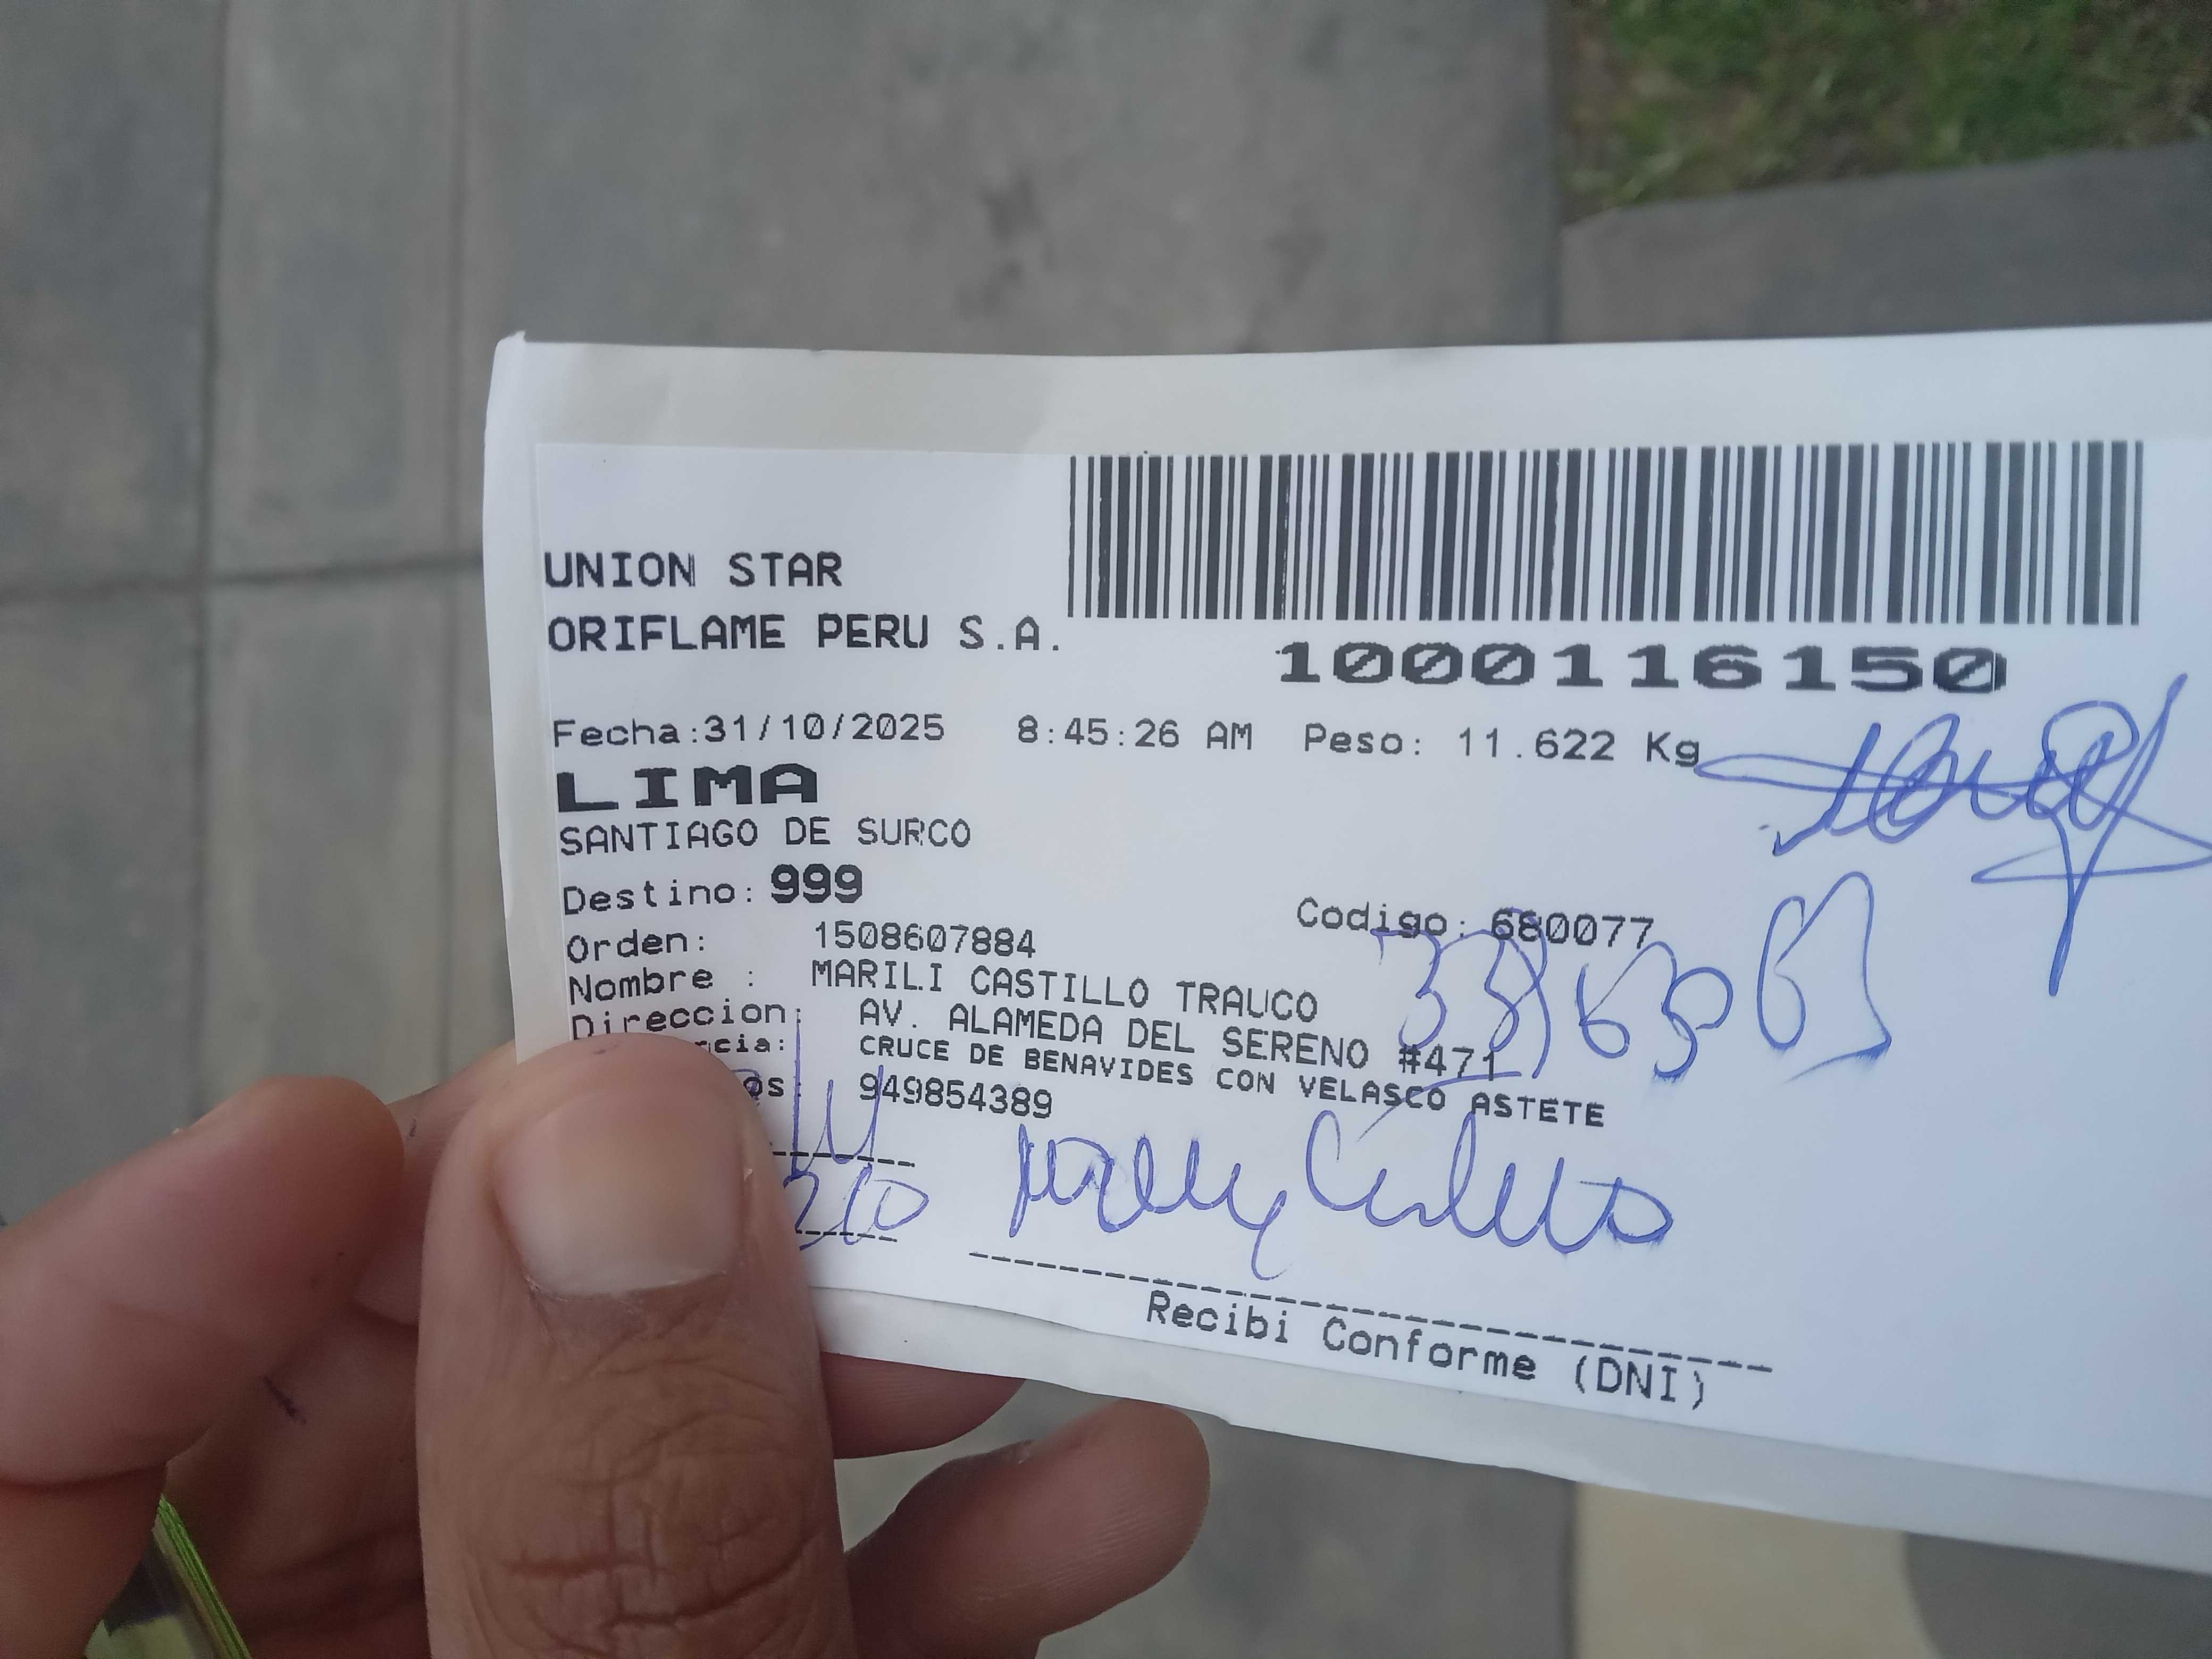 UNION STAR
ORIFLAME PERU S.A.
1000116150
Fecha:31/10/2025 8:45:26 AM Peso: 11.622 Kg
LIMA
SANTIAGO DE SURCO
Destino: 999
Codigo: 680077
Orden: 1508607884
Nombre : MARILI CASTILLO TRAUCO
Direccion: AV. ALAMEDA DEL SERENO #471
cia: CRUCE DE BENAVIDES CON VELASCO ASTETE
os: 949854389
Recibi Conforme (DNI)